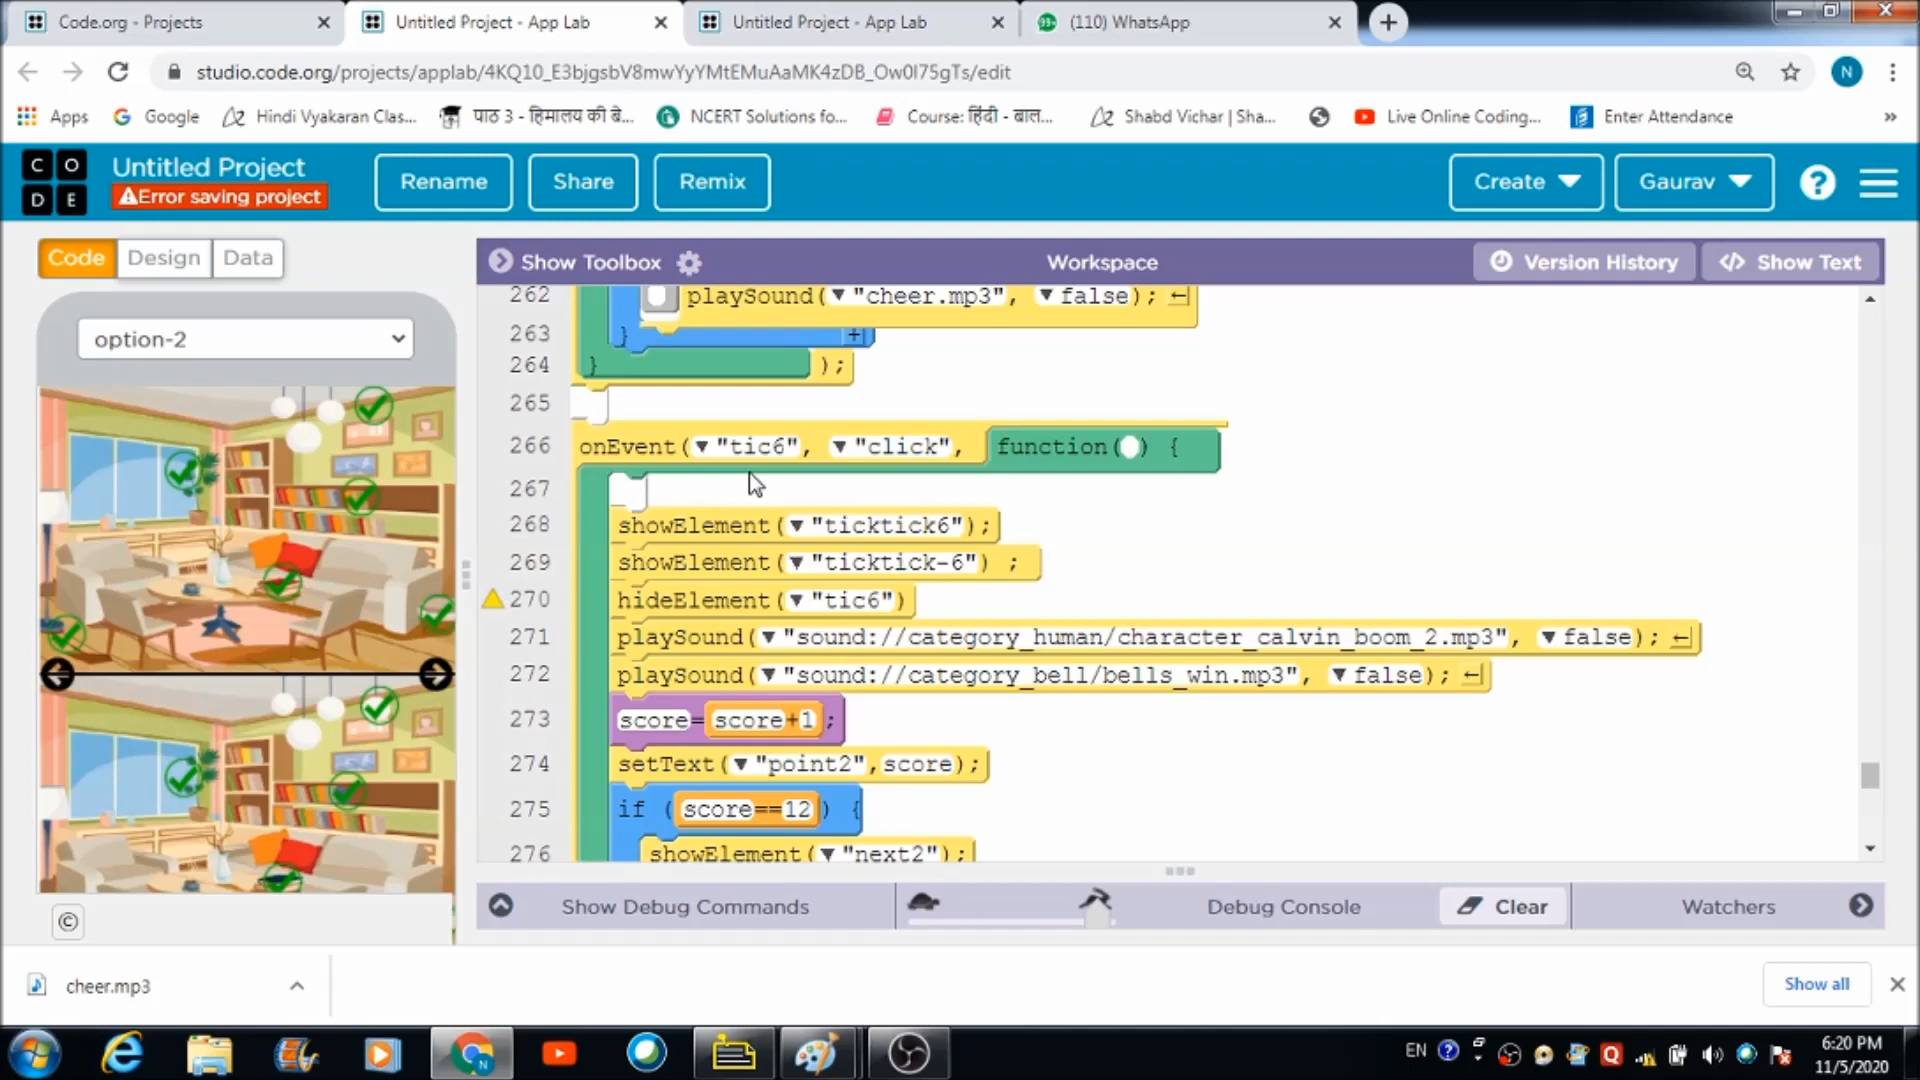 Code.org - Projects
Untitled Project - App Lab
Untitled Project - App Lab
(110) WhatsApp
studio.code.org/projects/applab/4KQ10_E3bjgsbV8mwYyYMtEMuAaMK4zDB_Ow0I75gTs/edit
N
Apps
Google
Hindi Vyakaran Clas...
पाठ 3 - हिमालय की बे...
NCERT Solutions fo...
Course: हिंदी - बाल...
Shabd Vichar | Sha...
Live Online Coding...
Enter Attendance
»
C O D E
Untitled Project
Error saving project
Rename
Share
Remix
Create
Gaurav
?
Code
Design
Data
Show Toolbox
Workspace
Version History
</> Show Text
option-2
262 playSound("cheer.mp3", false);
263 }
264 } );
265
266 onEvent("tic6", "click", function() {
267
268 showElement("ticktick6");
269 showElement("ticktick-6") ;
270 hideElement("tic6")
271 playSound("sound://category_human/character_calvin_boom_2.mp3", false);
272 playSound("sound://category_bell/bells_win.mp3", false);
273 score=score+1;
274 setText("point2",score);
275 if (score==12) {
276 showElement("next2");
©
Show Debug Commands
Debug Console
Clear
Watchers
cheer.mp3
Show all
EN
6:20 PM
11/5/2020